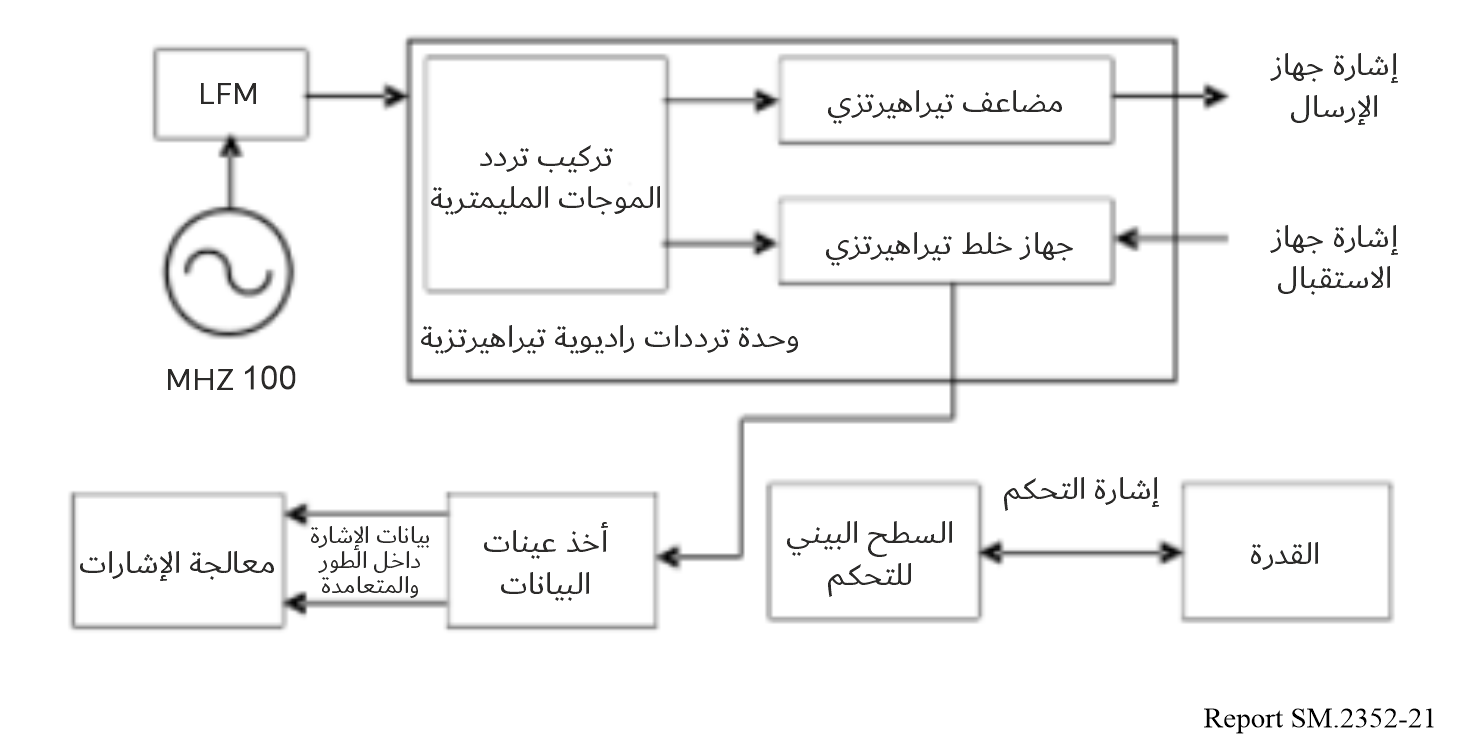 إشارة جهاز
الإرسال
مضاعف تيراهيرتزي
LFM
تركيب تردد
الموجات المليمترية
إشارة جهاز
الاستقبال
جهاز خلط تيراهيرتزي
وحدة ترددات راديوية تيراهيرتزية
MHZ 100
إشارة التحكم
القدرة
السطح البيني
للتحكم
أخذ عينات
البيانات
بيانات الإشارة
داخل الطور
والمتعامدة
معالجة الإشارات
Report SM.2352-21